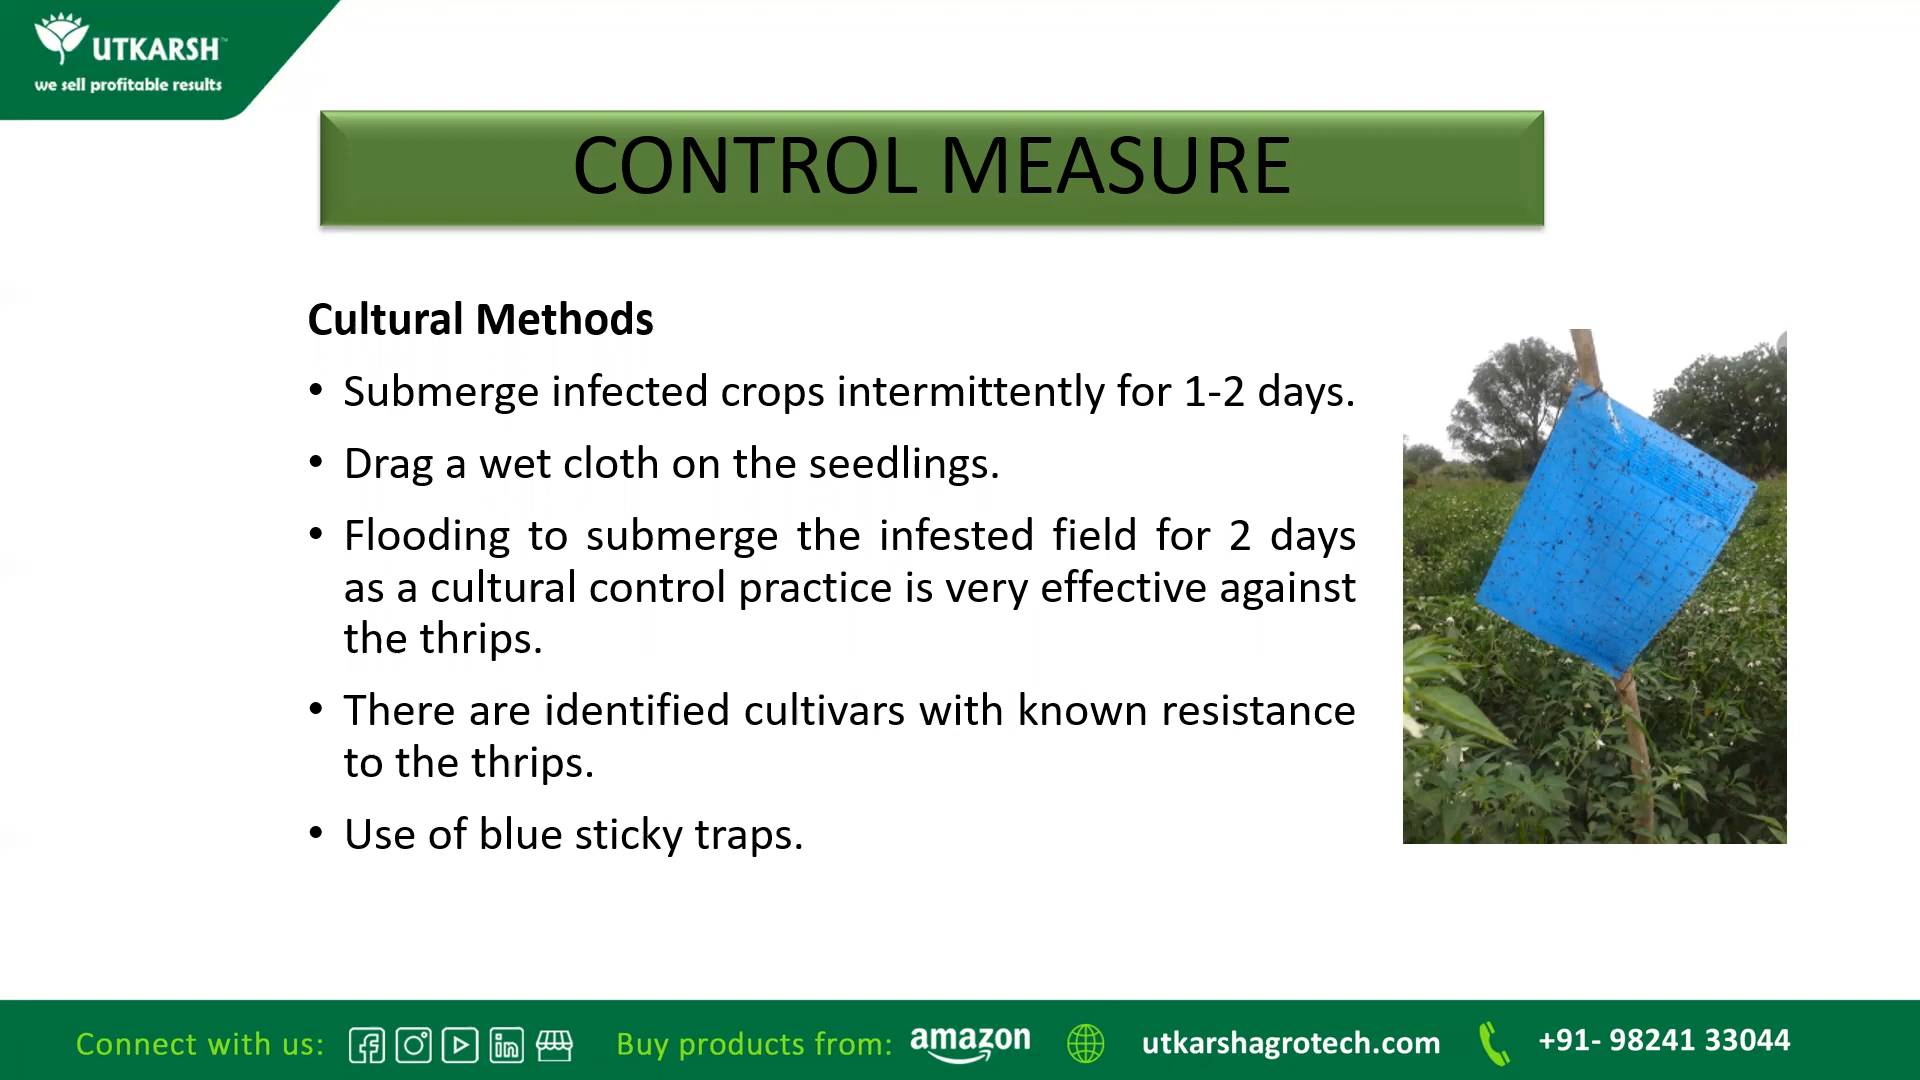 UTKARSH™
we sell profitable results
CONTROL MEASURE
Cultural Methods
• Submerge infected crops intermittently for 1-2 days.
• Drag a wet cloth on the seedlings.
• Flooding to submerge the infested field for 2 days
as a cultural control practice is very effective against
the thrips.
• There are identified cultivars with known resistance
to the thrips.
• Use of blue sticky traps.
Connect with us: Buy products from: amazon utkarshagrotech.com +91- 98241 33044